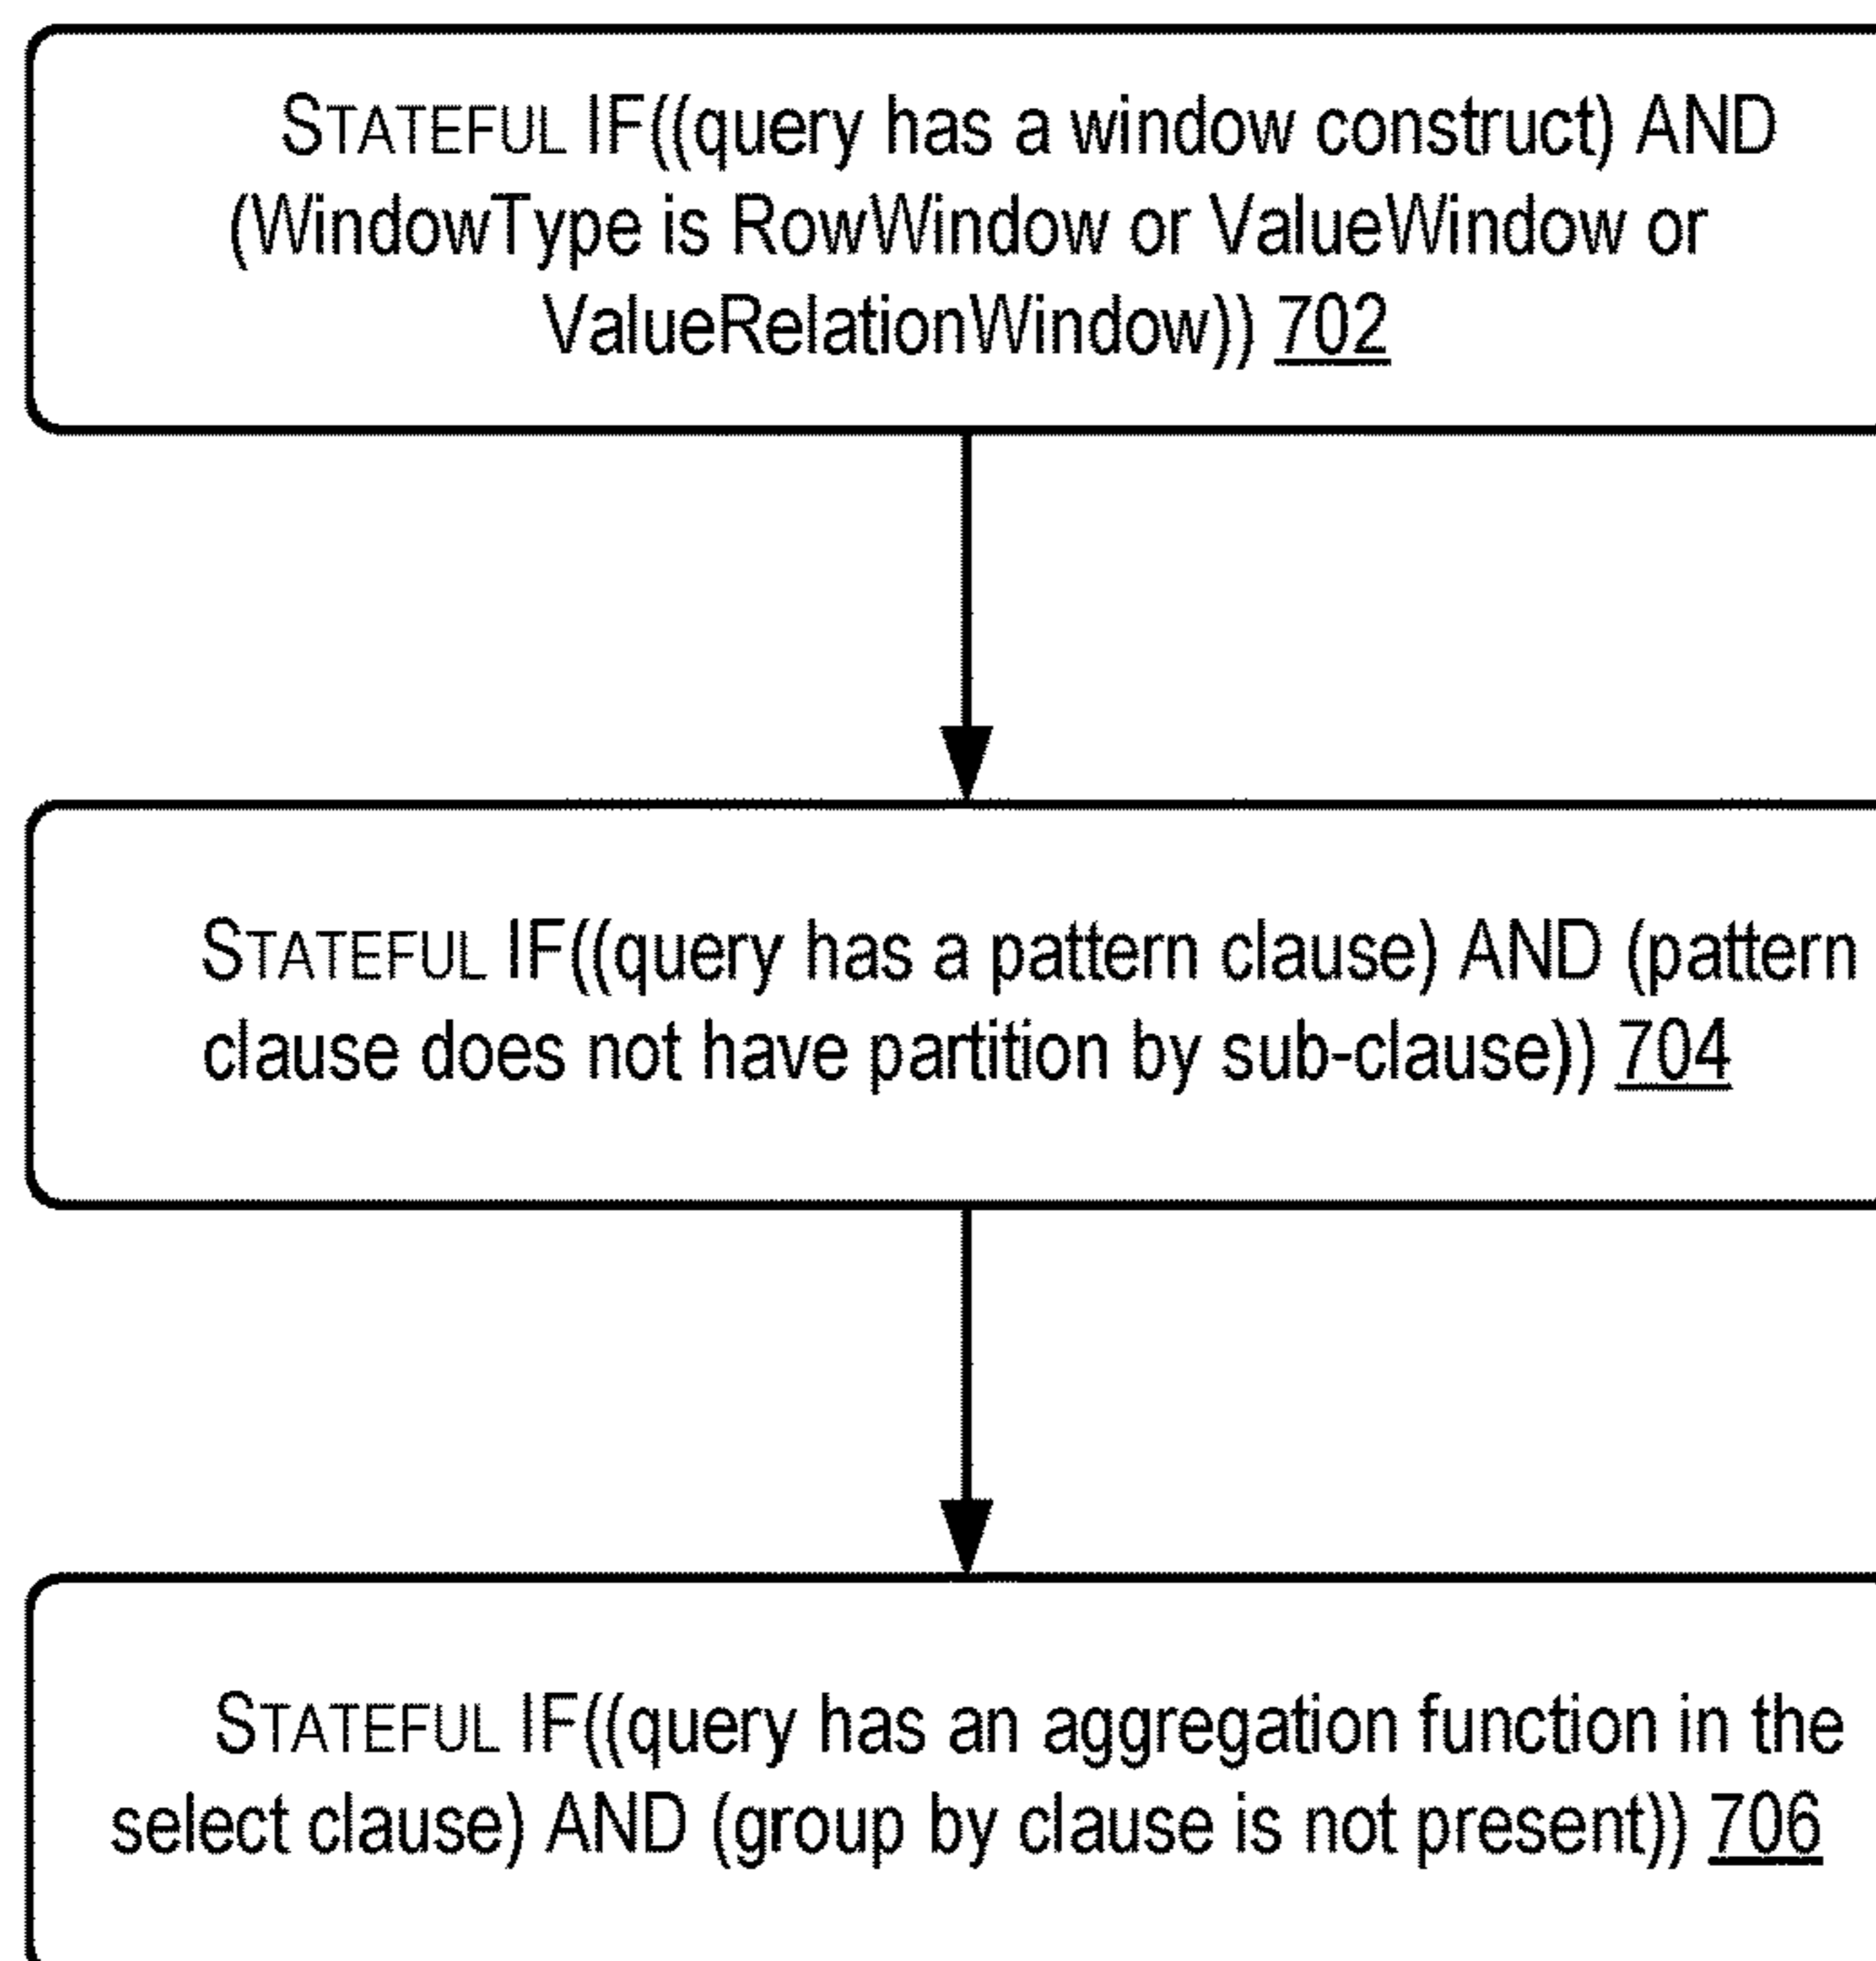 STATEFUL IF((query has a window construct) AND
(WindowType is RowWindow or ValueWindow or
ValueRelationWindow)) 702
STATEFUL IF((query has a pattern clause) AND (pattern
clause does not have partition by sub-clause)) 704
STATEFUL IF((query has an aggregation function in the
select clause) AND (group by clause is not present)) 706